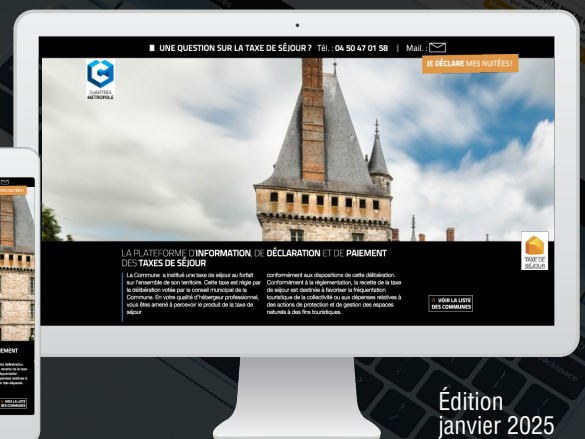 UNE QUESTION SUR LA TAXE DE SÉJOUR ? Tél. : 04 50 47 01 58 | Mail. :
JE DÉCLARE MES NUITÉES !
CHARTRES
MÉTROPOLE
LA PLATEFORME D'INFORMATION, DE DÉCLARATION ET DE PAIEMENT
DES TAXES DE SÉJOUR
La Commune a institué une taxe de séjour au forfait
sur l'ensemble de son territoire. Cette taxe est régie par
la délibération votée par le conseil municipal de la
Commune. En votre qualité d'hébergeur professionnel,
vous êtes amené à percevoir le produit de la taxe de
séjour
conformément aux dispositions de cette délibération.
Conformément à la réglementation, la recette de la taxe
de séjour est destinée à favoriser la fréquentation
touristique de la collectivité ou aux dépenses relatives à
des actions de protection et de gestion des espaces
naturels à des fins touristiques.
TAXE DE
SÉJOUR
VOIR LA LISTE
DES COMMUNES
IEMENT
VOIR LA LISTE
DES COMMUNES
Édition
janvier 2025